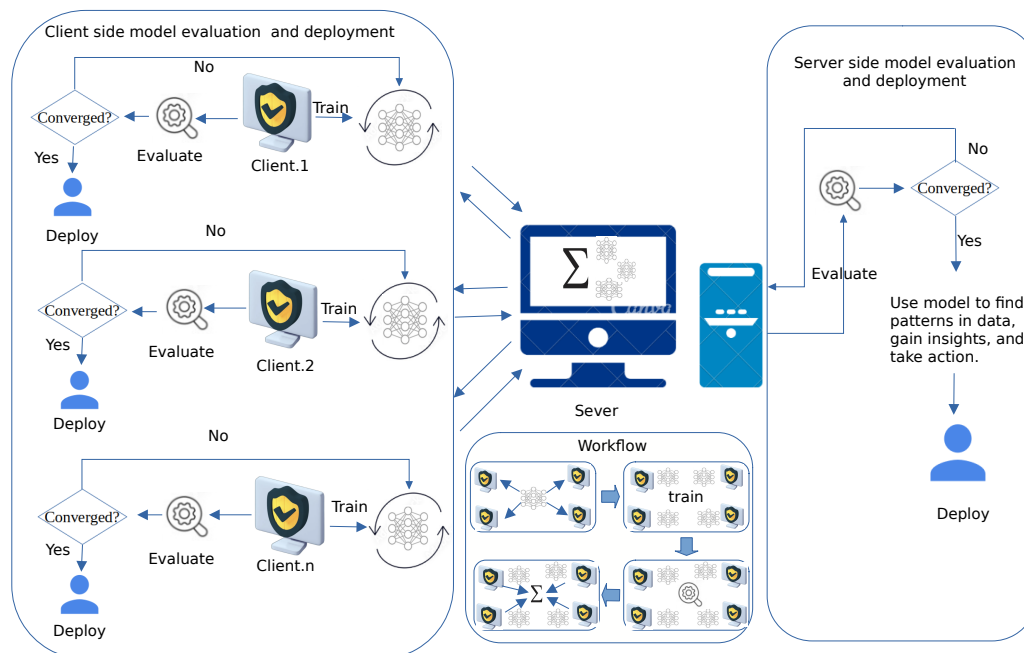 Client side model evaluation and deployment
No
Converged?
Evaluate
Train
Client.1
Yes
Deploy
No
Converged?
Evaluate
Train
Client.2
Yes
Deploy
No
Converged?
Evaluate
Train
Client.n
Yes
Deploy
Σ
Canva
Sever
Workflow
train
Σ
Server side model evaluation
and deployment
No
Converged?
Evaluate
Yes
Use model to find
patterns in data,
gain insights, and
take action.
Deploy